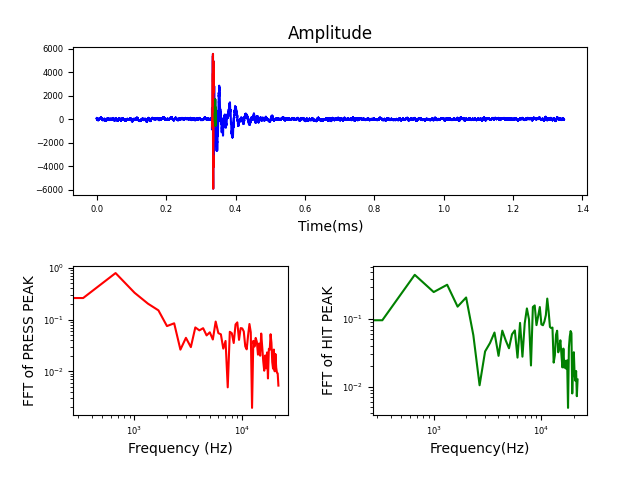 Amplitude
6000
4000
2000
0
−2000
−4000
−6000
0.0 0.2 0.4 0.6 0.8 1.0 1.2 1.4
Time(ms)
FFT of PRESS PEAK
10⁰
10⁻¹
10⁻²
10³ 10⁴
Frequency (Hz)
FFT of HIT PEAK
10⁻¹
10⁻²
10³ 10⁴
Frequency(Hz)